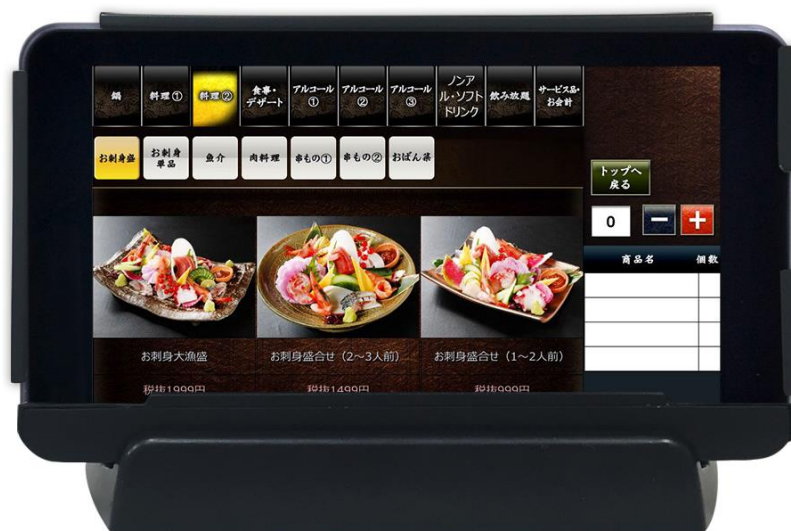 鍋
料理①
料理②
食事・
デザート
アルコール
①
アルコール
②
アルコール
③
ノンア
ル・ソフト
ドリンク
飲み放題
サービス品・
お会計
お刺身盛
お刺身
単品
魚介
肉料理
串もの①
串もの②
おばん菜
トップへ
戻る
0
商品名
個数
お刺身大漁盛
お刺身盛合せ（2～3人前）
お刺身盛合せ（1～2人前）
税抜1999円
税抜1499円
税抜999円